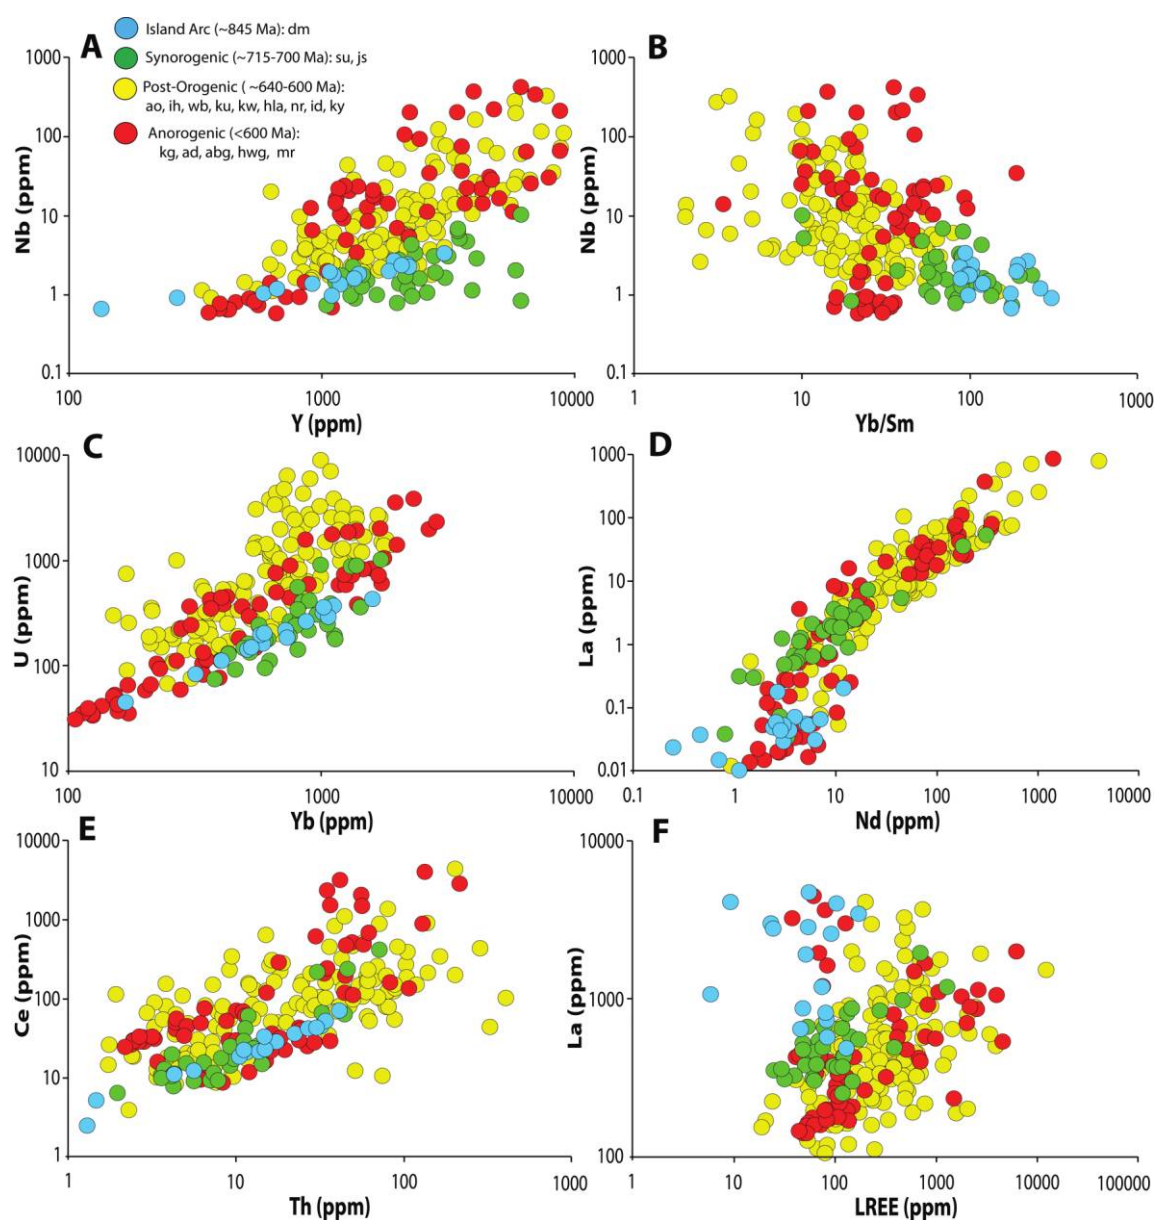 A
Island Arc (~845 Ma): dm
Synorogenic (~715-700 Ma): su, js
Post-Orogenic ( ~640-600 Ma):
ao, ih, wb, ku, kw, hla, nr, id, ky
Anorogenic (<600 Ma):
kg, ad, abg, hwg, mr
1000
100
10
1
0.1
Nb (ppm)
100
1000
10000
Y (ppm)
B
1000
100
10
1
0.1
Nb (ppm)
1
10
100
1000
Yb/Sm
C
10000
1000
100
10
U (ppm)
100
1000
10000
Yb (ppm)
D
1000
100
10
1
0.1
0.01
La (ppm)
0.1
1
10
100
1000
10000
Nd (ppm)
E
10000
1000
100
10
1
Ce (ppm)
1
10
100
1000
Th (ppm)
F
10000
1000
100
La (ppm)
10
100
1000
10000
100000
LREE (ppm)